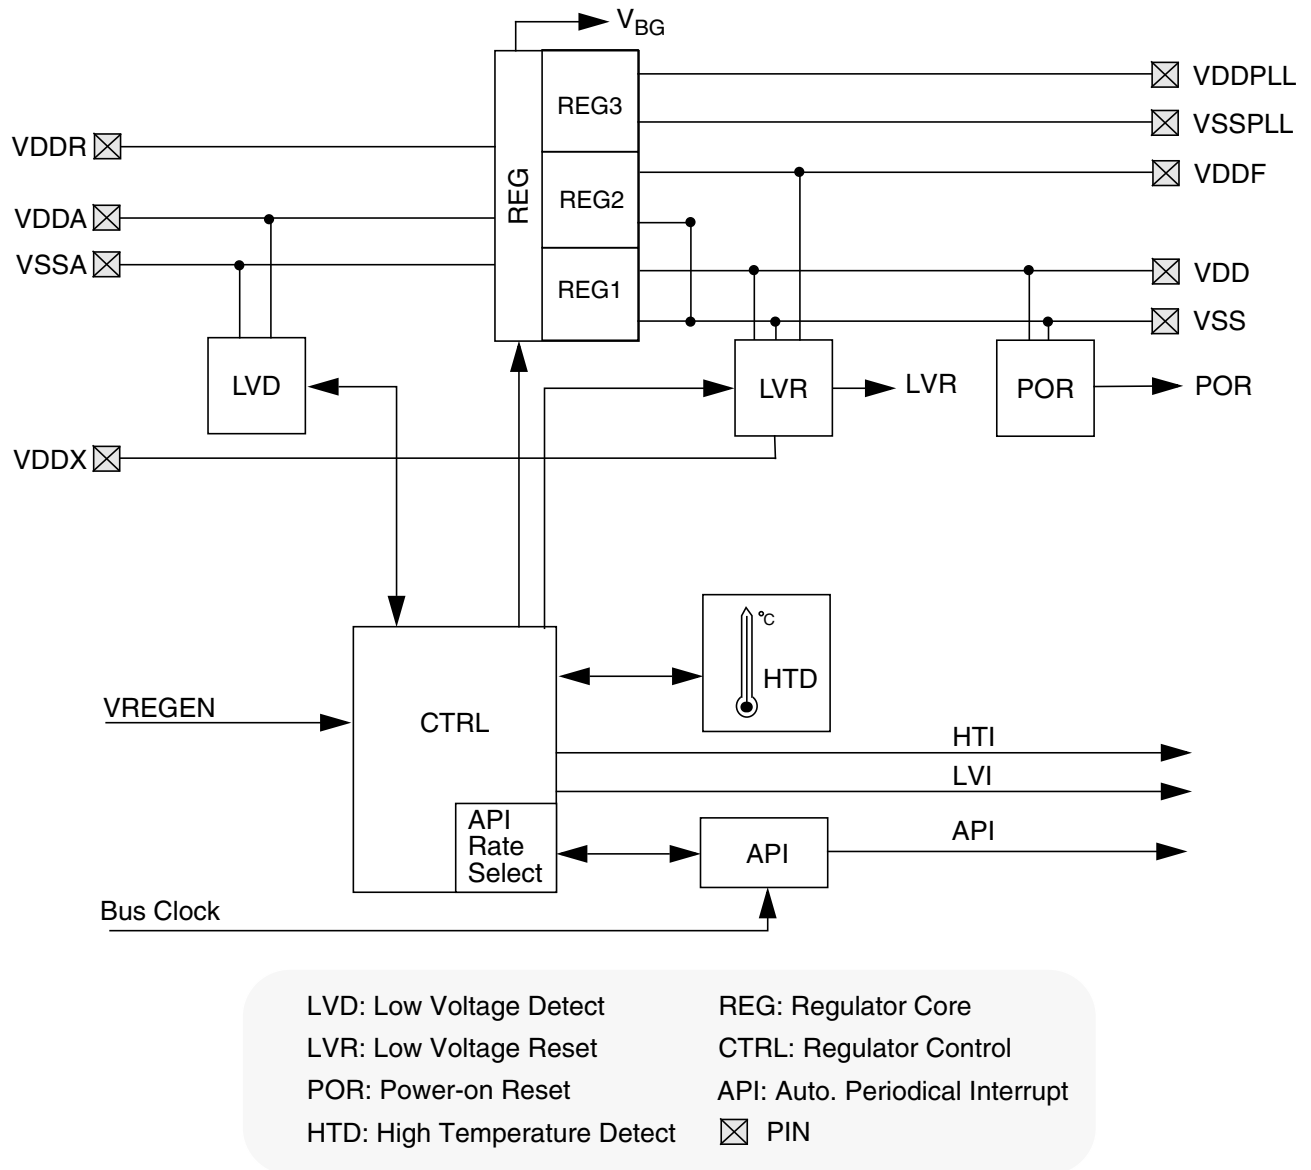 VBG
REG
REG3
REG2
REG1
VDDPLL
VSSPLL
VDDF
VDD
VSS
VDDR
VDDA
VSSA
LVD
LVR
LVR
POR
POR
VDDX
°C
HTD
VREGEN
CTRL
HTI
LVI
API
Rate
Select
API
API
Bus Clock
LVD: Low Voltage Detect
LVR: Low Voltage Reset
POR: Power-on Reset
HTD: High Temperature Detect
REG: Regulator Core
CTRL: Regulator Control
API: Auto. Periodical Interrupt
PIN